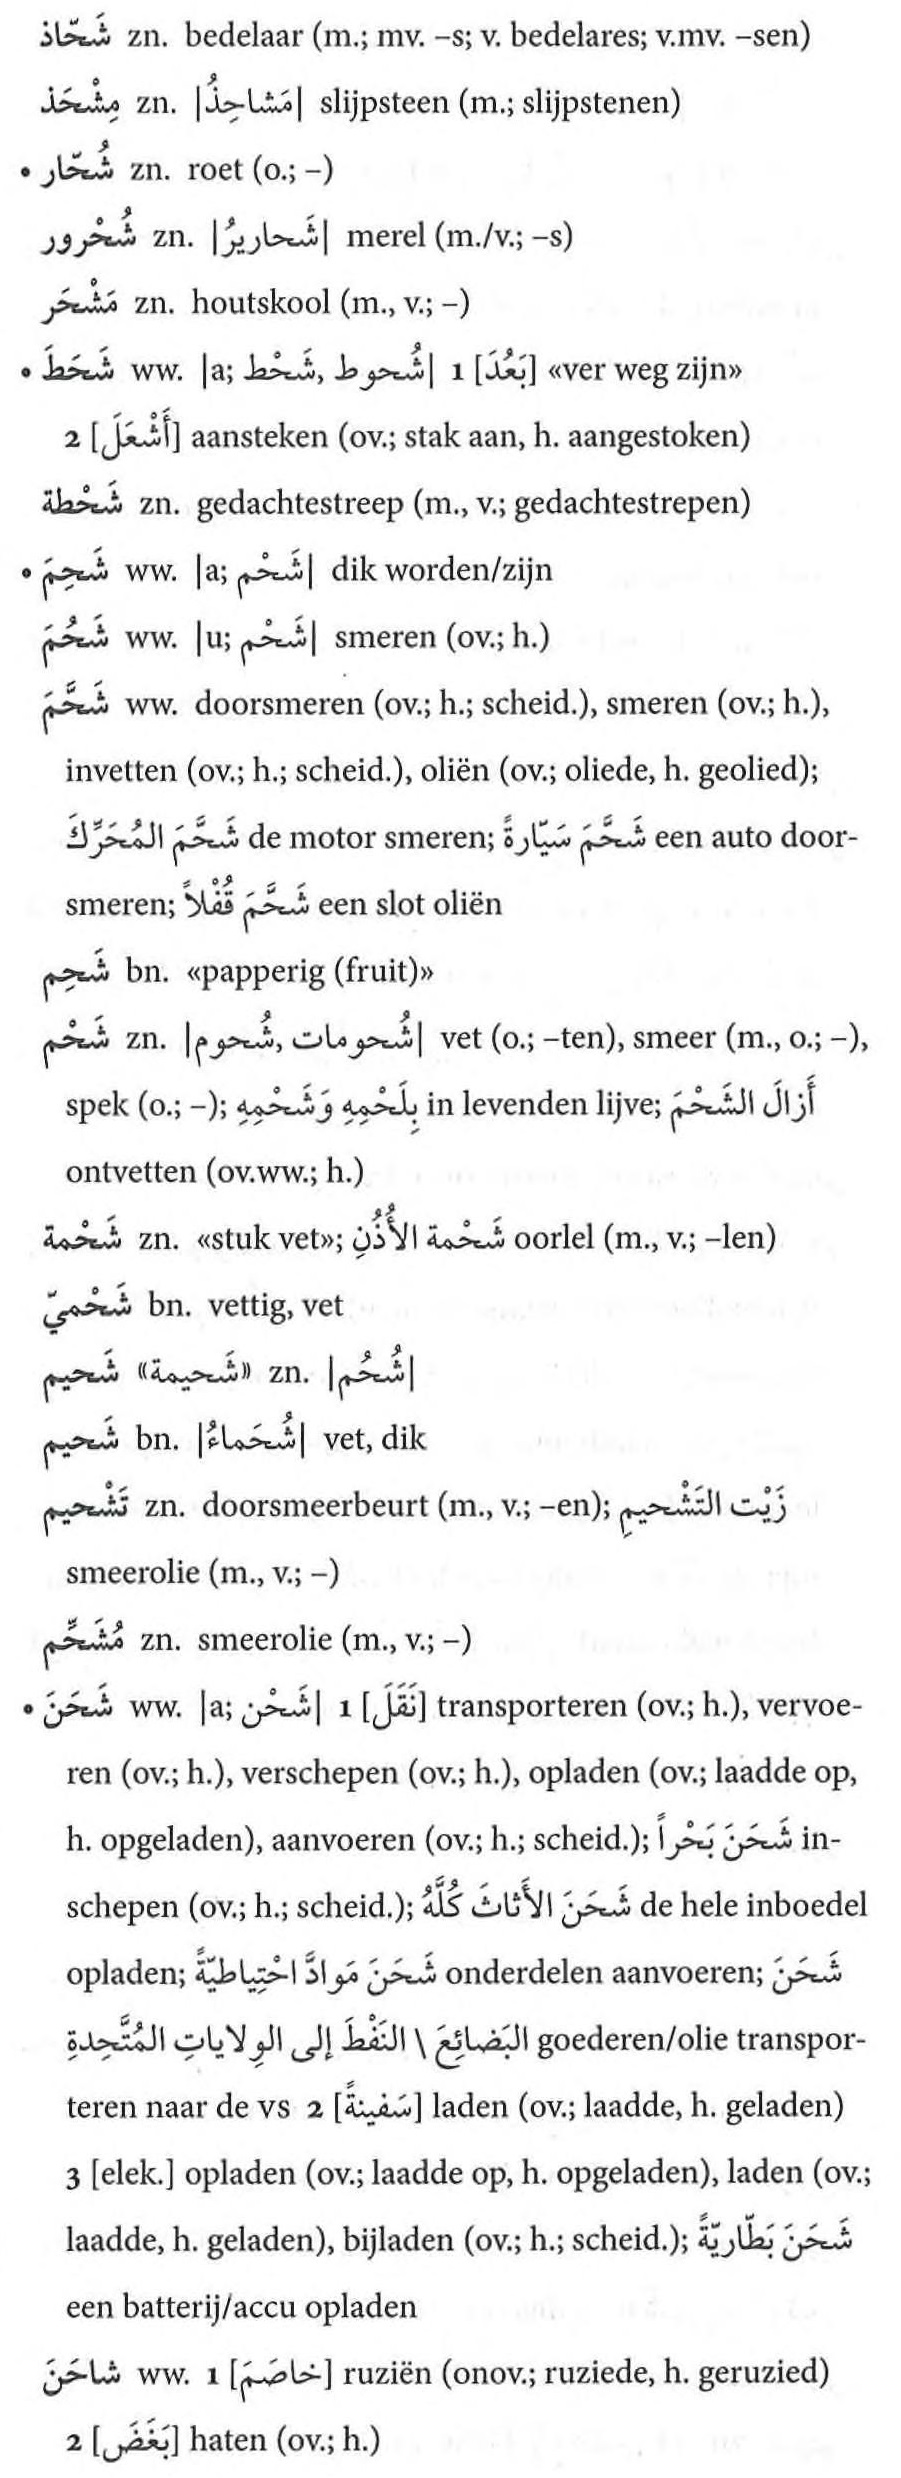 شَحّاذ zn. bedelaar (m.; mv. –s; v. bedelares; v.mv. –sen)
مِشْحَذ zn. |مَشاحِذُ| slijpsteen (m.; slijpstenen)
• شُحّار zn. roet (o.; –)
شُحْرور zn. |شَحاريرُ| merel (m./v.; –s)
مَشْحَر zn. houtskool (m., v.; –)
• شَحَطَ ww. |a; شَحْط, شُحوط| 1 [بَعُدَ] «ver weg zijn»
2 [أَشْعَلَ] aansteken (ov.; stak aan, h. aangestoken)
شَحْطة zn. gedachtestreep (m., v.; gedachtestrepen)
• شَحِمَ ww. |a; شَحْم| dik worden/zijn
شَحُمَ ww. |u; شَحْم| smeren (ov.; h.)
شَحَّمَ ww. doorsmeren (ov.; h.; scheid.), smeren (ov.; h.),
invetten (ov.; h.; scheid.), oliën (ov.; oliede, h. geolied);
شَحَّمَ المُحَرِّكَ de motor smeren; شَحَّمَ سَيّارةً een auto door-
smeren; شَحَّمَ قُفْلاً een slot oliën
شَحِم bn. «papperig (fruit)»
شَحْم zn. |شُحوم, شُحومات| vet (o.; –ten), smeer (m., o.; –),
spek (o.; –); بِلَحْمِهِ وَشَحْمِهِ in levenden lijve; أَزالَ الشَّحْمَ
ontvetten (ov.ww.; h.)
شَحْمة zn. «stuk vet»; شَحْمة الأُذُنِ oorlel (m., v.; –len)
شَحْميّ bn. vettig, vet
شَحيم «شَحيمة» zn. |شُحُم|
شَحيم bn. |شُحَماءُ| vet, dik
تَشْحيم zn. doorsmeerbeurt (m., v.; –en); زَيْت التَشْحيمِ
smeerolie (m., v.; –)
مُشَحِّم zn. smeerolie (m., v.; –)
• شَحَنَ ww. |a; شَحْن| 1 [نَقَلَ] transporteren (ov.; h.), vervoe-
ren (ov.; h.), verschepen (ov.; h.), opladen (ov.; laadde op,
h. opgeladen), aanvoeren (ov.; h.; scheid.); شَحَنَ بَحْراً in-
schepen (ov.; h.; scheid.); شَحَنَ الأَثاثَ كُلَّهُ de hele inboedel
opladen; شَحَنَ مَوادَّ احْتِياطيّةً onderdelen aanvoeren; شَحَنَ
البَضائِعَ \ النَفْطَ إلى الوِلاياتِ المُتَّحِدةِ goederen/olie transpor-
teren naar de vs 2 [سَفينةً] laden (ov.; laadde, h. geladen)
3 [elek.] opladen (ov.; laadde op, h. opgeladen), laden (ov.;
laadde, h. geladen), bijladen (ov.; h.; scheid.); شَحَنَ بَطّاريّةً
een batterij/accu opladen
شاحَنَ ww. 1 [خاصَمَ] ruziën (onov.; ruziede, h. geruzied)
2 [بَغَضَ] haten (ov.; h.)